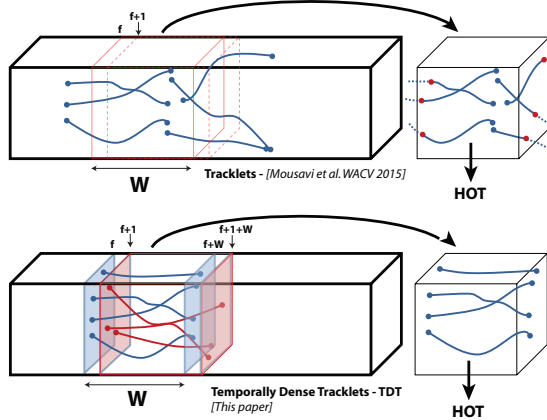 f+1
f
W
Tracklets - [Mousavi et al. WACV 2015]
HOT
f+1+W
f+1
f
f+W
W
Temporally Dense Tracklets - TDT
[This paper]
HOT